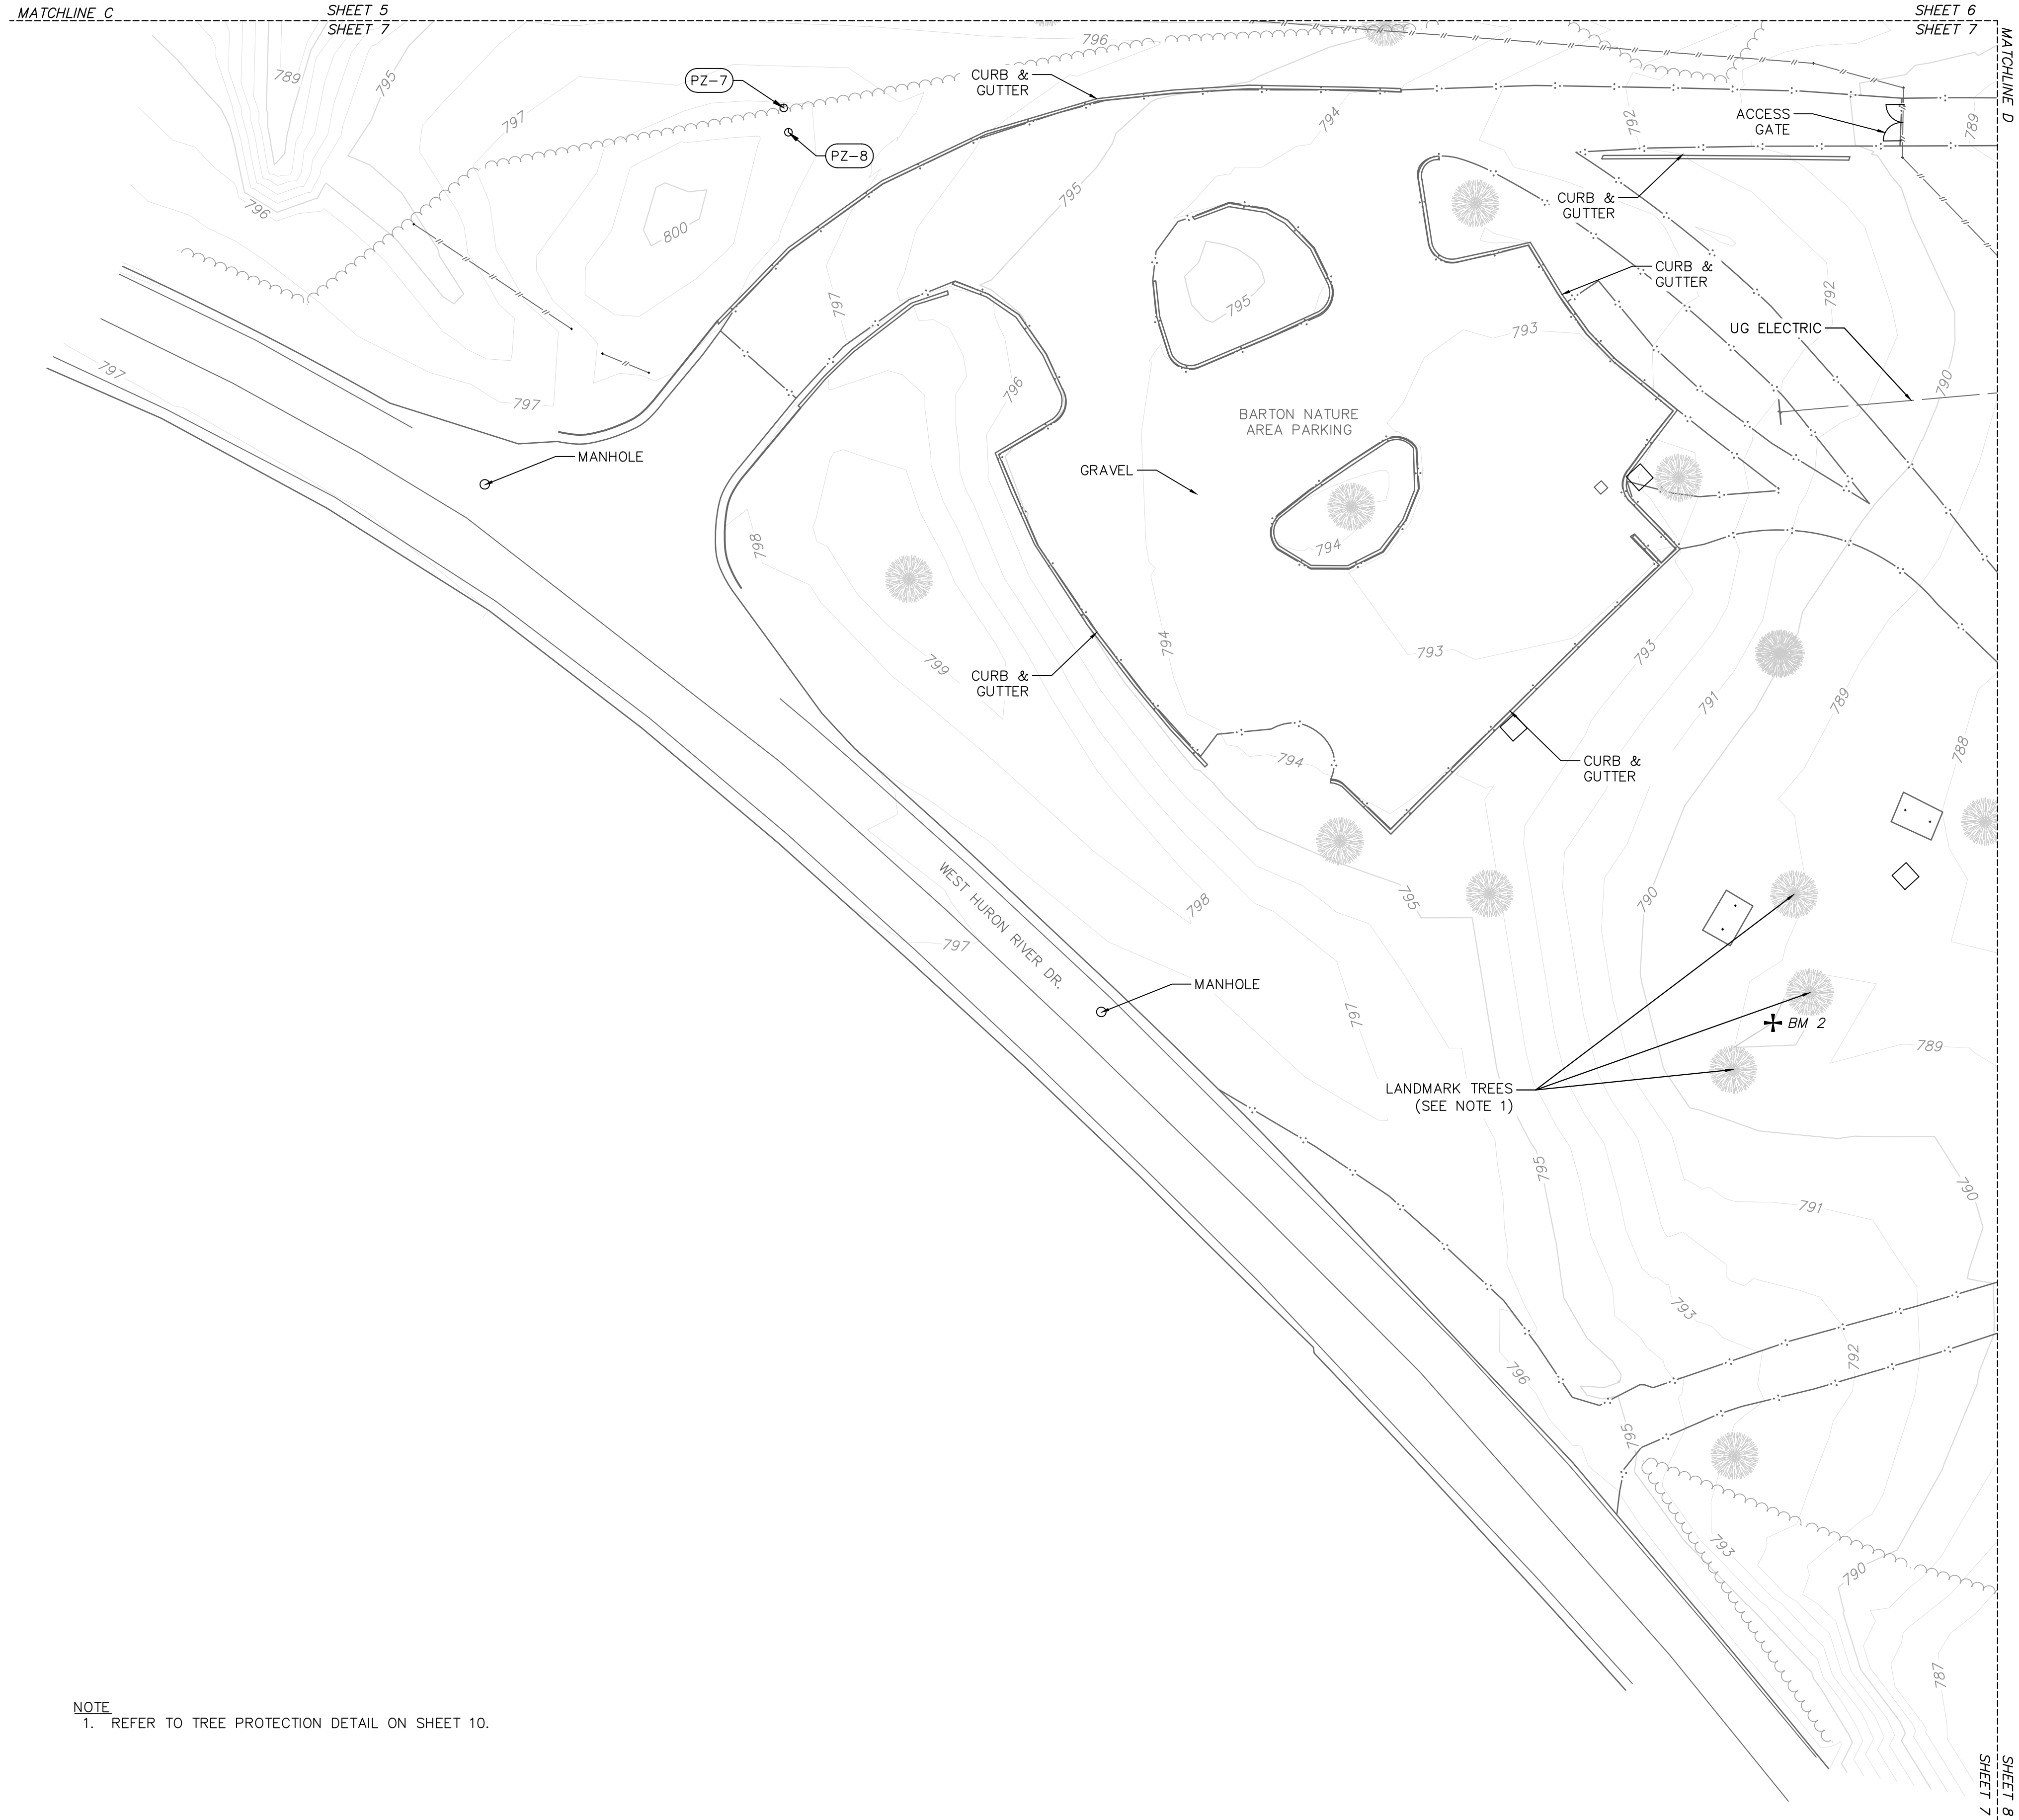 MATCHLINE C
SHEET 5
SHEET 7
SHEET 6
SHEET 7
MATCHLINE D
796
789
795
797
PZ-7
PZ-8
CURB &
GUTTER
794
792
ACCESS
GATE
789
796
800
795
CURB &
GUTTER
797
795
CURB &
GUTTER
792
793
UG ELECTRIC
797
797
796
790
BARTON NATURE
AREA PARKING
MANHOLE
GRAVEL
798
794
799
794
793
793
CURB &
GUTTER
791
789
788
794
CURB &
GUTTER
WEST HURON RIVER DR.
798
795
790
797
MANHOLE
797
BM 2
789
LANDMARK TREES
(SEE NOTE 1)
795
790
791
793
792
796
795
793
790
787
NOTE
1. REFER TO TREE PROTECTION DETAIL ON SHEET 10.
SHEET 7
SHEET 8